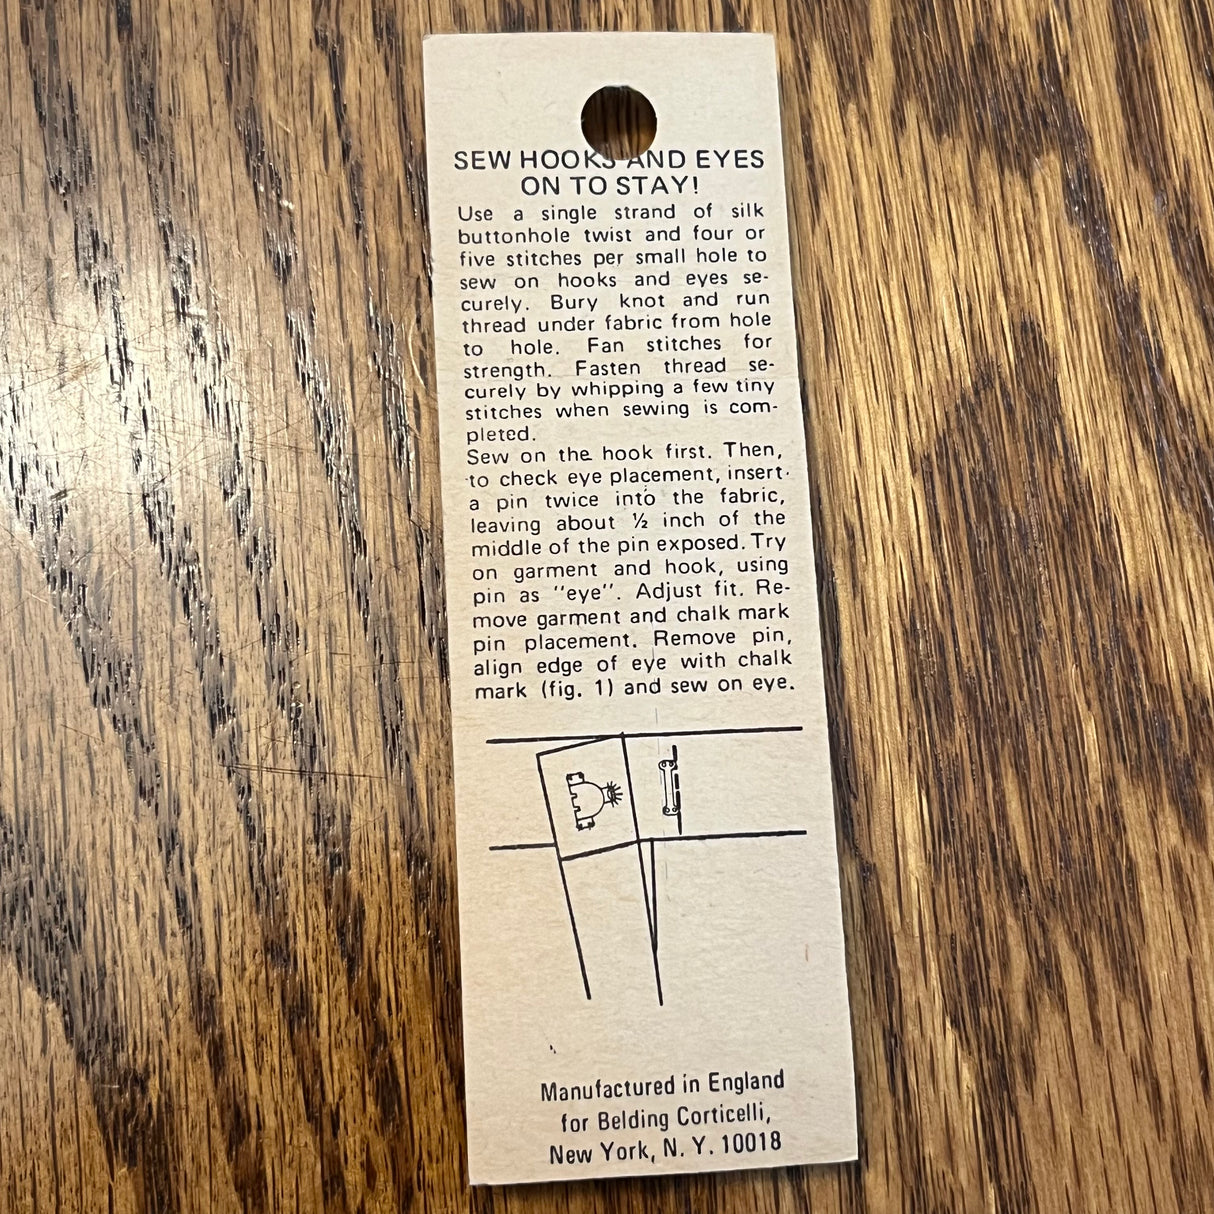 SEW HOOKS AND EYES
ON TO STAY!
Use a single strand of silk
buttonhole twist and four or
five stitches per small hole to
sew on hooks and eyes se-
curely. Bury knot and run
thread under fabric from hole
to hole. Fan stitches for
strength. Fasten thread se-
curely by whipping a few tiny
stitches when sewing is com-
pleted.
Sew on the hook first. Then,
to check eye placement, insert
a pin twice into the fabric,
leaving about ½ inch of the
middle of the pin exposed. Try
on garment and hook, using
pin as "eye". Adjust fit. Re-
move garment and chalk mark
pin placement. Remove pin,
align edge of eye with chalk
mark (fig. 1) and sew on eye.
Manufactured in England
for Belding Corticelli,
New York, N. Y. 10018